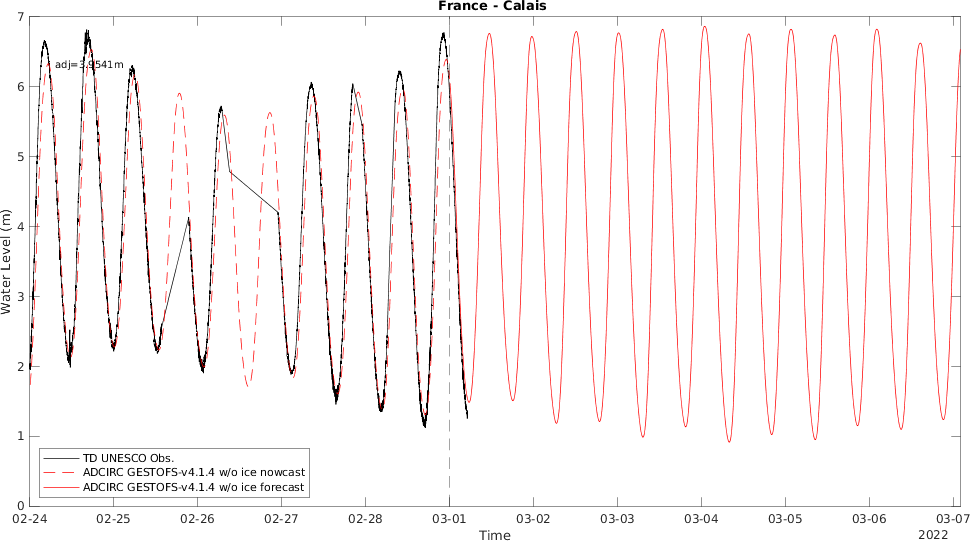 France - Calais
7
6
5
4
3
2
1
0
Water Level (m)
adj=3.9541m
TD UNESCO Obs.
ADCIRC GESTOFS-v4.1.4 w/o ice nowcast
ADCIRC GESTOFS-v4.1.4 w/o ice forecast
02-24 02-25 02-26 02-27 02-28 03-01 03-02 03-03 03-04 03-05 03-06 03-07
Time
2022